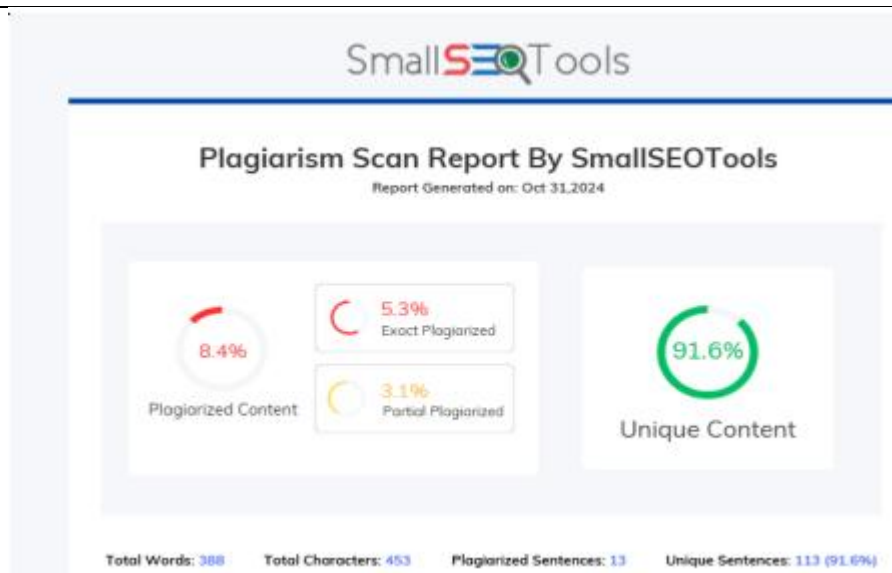 SmallSEOTools
Plagiarism Scan Report By SmallSEOTools
Report Generated on: Oct 31,2024
8.4%
Plagiarized Content
5.3%
Exact Plagiarized
3.1%
Partial Plagiarized
91.6%
Unique Content
Total Words: 388 Total Characters: 453 Plagiarized Sentences: 13 Unique Sentences: 113 (91.6%)